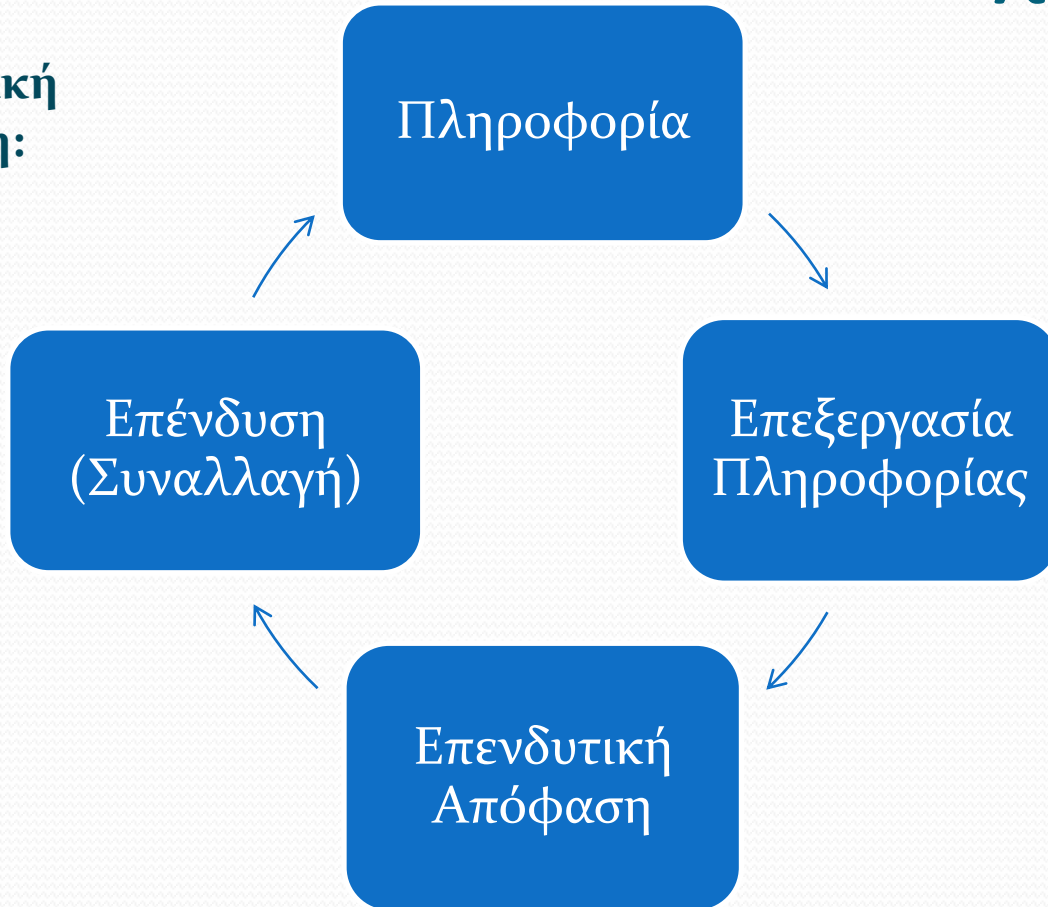 Πληροφορία
Επεξεργασία
Πληροφορίας
Επενδυτική
Απόφαση
Επένδυση
(Συναλλαγή)